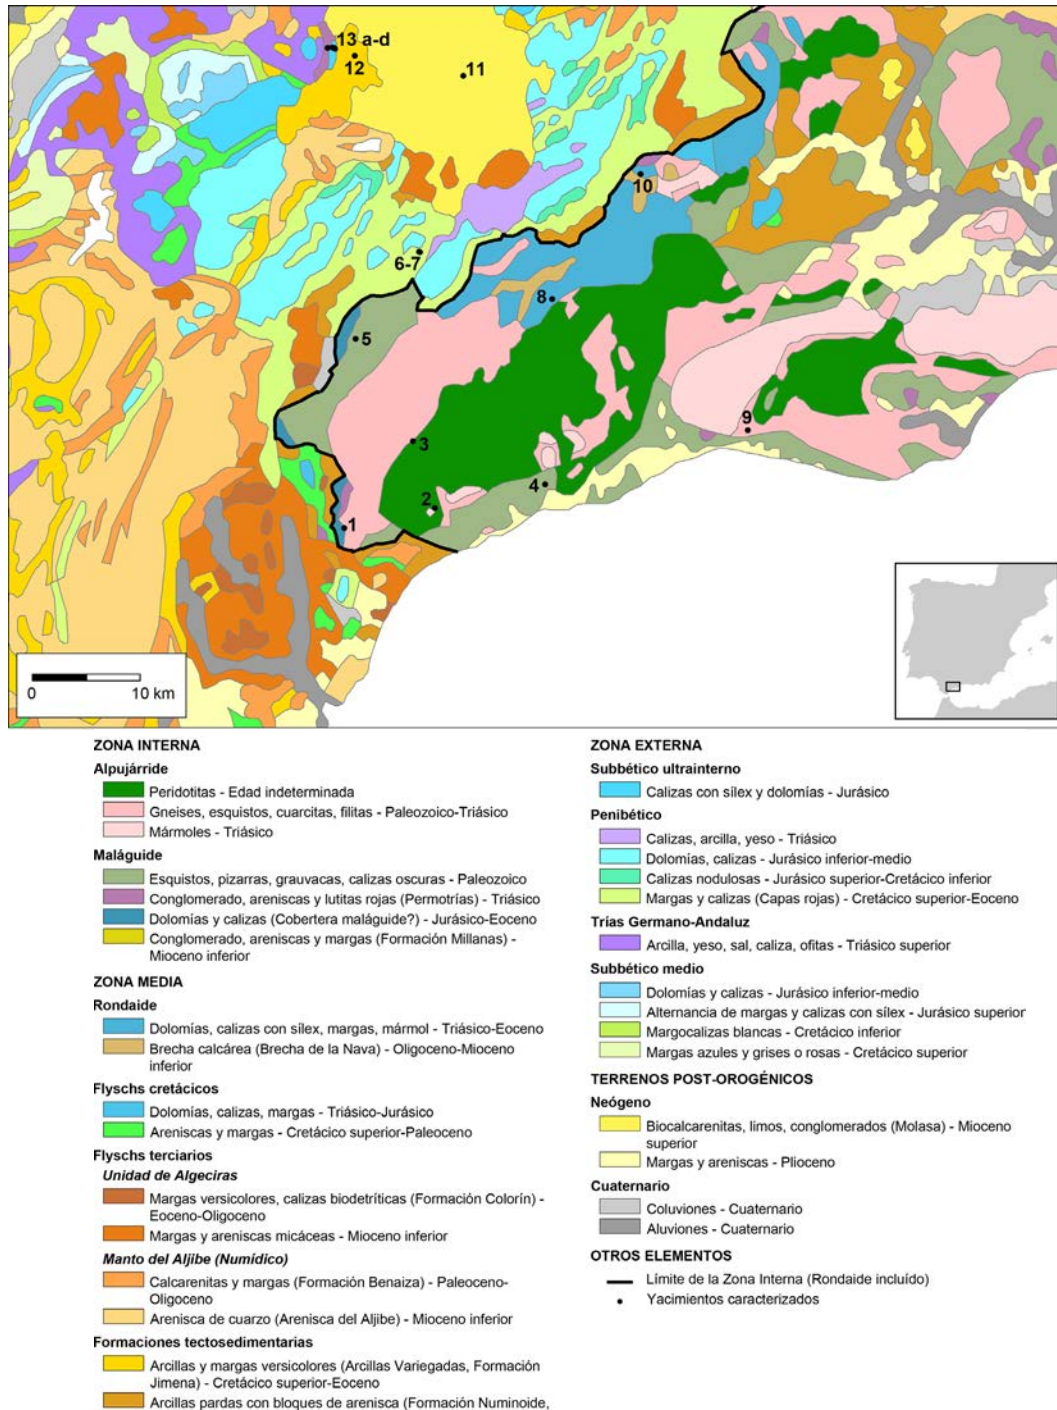 13 a-d
12
11
10
6-7
8
5
9
3
4
2
1
0 10 km
ZONA INTERNA
Alpujárride
Peridotitas - Edad indeterminada
Gneises, esquistos, cuarcitas, filitas - Paleozoico-Triásico
Mármoles - Triásico
Maláguide
Esquistos, pizarras, grauvacas, calizas oscuras - Paleozoico
Conglomerado, areniscas y lutitas rojas (Permotrías) - Triásico
Dolomías y calizas (Cobertera maláguide?) - Jurásico-Eoceno
Conglomerado, areniscas y margas (Formación Millanas) -
Mioceno inferior
ZONA MEDIA
Rondaide
Dolomías, calizas con sílex, margas, mármol - Triásico-Eoceno
Brecha calcárea (Brecha de la Nava) - Oligoceno-Mioceno
inferior
Flyschs cretácicos
Dolomías, calizas, margas - Triásico-Jurásico
Areniscas y margas - Cretácico superior-Paleoceno
Flyschs terciarios
Unidad de Algeciras
Margas versicolores, calizas biodetríticas (Formación Colorín) -
Eoceno-Oligoceno
Margas y areniscas micáceas - Mioceno inferior
Manto del Aljibe (Numídico)
Calcarenitas y margas (Formación Benaiza) - Paleoceno-
Oligoceno
Arenisca de cuarzo (Arenisca del Aljibe) - Mioceno inferior
Formaciones tectosedimentarias
Arcillas y margas versicolores (Arcillas Variegadas, Formación
Jimena) - Cretácico superior-Eoceno
Arcillas pardas con bloques de arenisca (Formación Numinoide,
ZONA EXTERNA
Subbético ultrainterno
Calizas con sílex y dolomías - Jurásico
Penibético
Calizas, arcilla, yeso - Triásico
Dolomías, calizas - Jurásico inferior-medio
Calizas nodulosas - Jurásico superior-Cretácico inferior
Margas y calizas (Capas rojas) - Cretácico superior-Eoceno
Trías Germano-Andaluz
Arcilla, yeso, sal, caliza, ofitas - Triásico superior
Subbético medio
Dolomías y calizas - Jurásico inferior-medio
Alternancia de margas y calizas con sílex - Jurásico superior
Margocalizas blancas - Cretácico inferior
Margas azules y grises o rosas - Cretácico superior
TERRENOS POST-OROGÉNICOS
Neógeno
Biocalcarenitas, limos, conglomerados (Molasa) - Mioceno
superior
Margas y areniscas - Plioceno
Cuaternario
Coluviones - Cuaternario
Aluviones - Cuaternario
OTROS ELEMENTOS
Límite de la Zona Interna (Rondaide incluído)
Yacimientos caracterizados